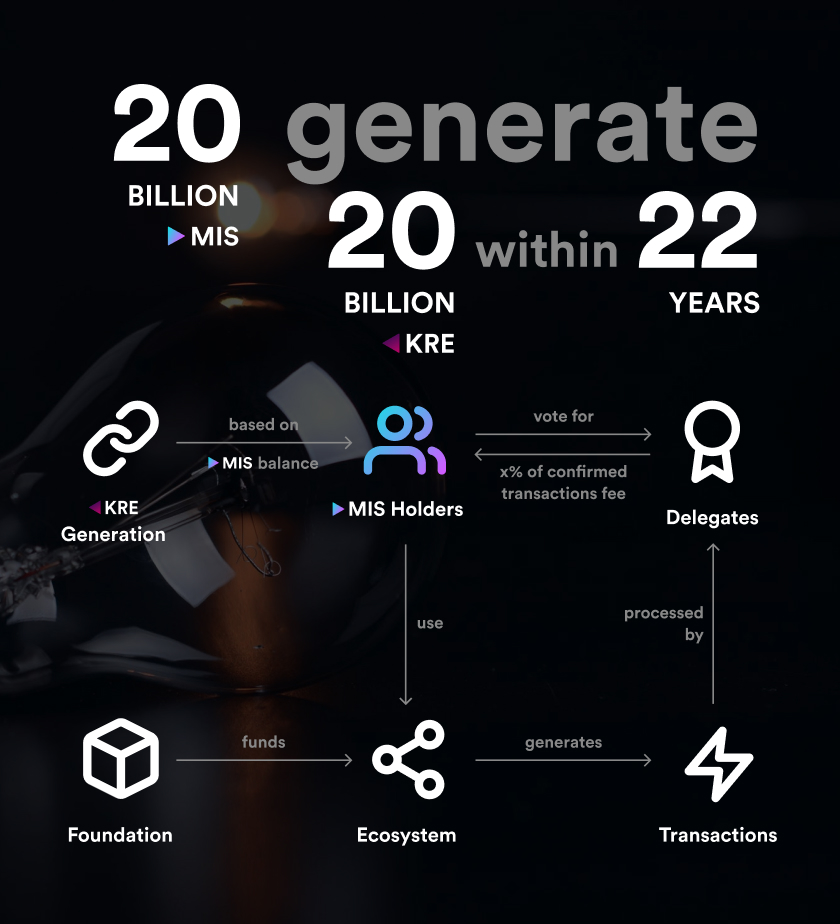 20 generate
BILLION
MIS
20 within 22
BILLION
YEARS
KRE
based on
MIS balance
vote for
x% of confirmed
transactions fee
KRE
Generation
MIS Holders
Delegates
use
processed
by
funds
generates
Foundation
Ecosystem
Transactions